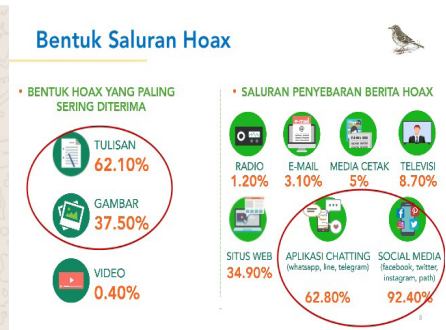 Bentuk Saluran Hoax
• BENTUK HOAX YANG PALING
SERING DITERIMA
TULISAN
62.10%
GAMBAR
37.50%
VIDEO
0.40%
• SALURAN PENYEBARAN BERITA HOAX
RADIO
1.20%
E-MAIL
3.10%
MEDIA CETAK
5%
TELEVISI
8.70%
SITUS WEB
34.90%
APLIKASI CHATTING
(whatsapp, line, telegram)
62.80%
SOCIAL MEDIA
(facebook, twitter,
instagram, path)
92.40%